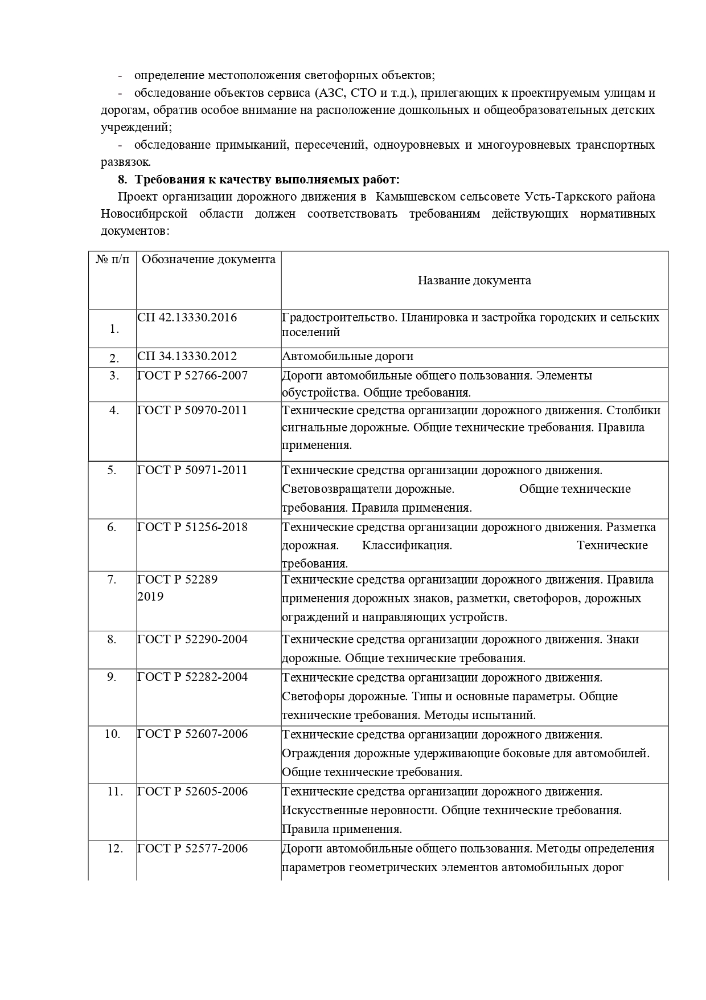 - определение местоположения светофорных объектов;
- обследование объектов сервиса (АЗС, СТО и т.д.), прилегающих к проектируемым улицам и
дорогам, обратив особое внимание на расположение дошкольных и общеобразовательных детских
учреждений;
- обследование примыканий, пересечений, одноуровневых и многоуровневых транспортных
развязок.
8. Требования к качеству выполняемых работ:
Проект организации дорожного движения в Камышевском сельсовете Усть-Таркского района
Новосибирской области должен соответствовать требованиям действующих нормативных
документов:
№ п/п Обозначение документа
Название документа
1. СП 42.13330.2016 Градостроительство. Планировка и застройка городских и сельских
поселений
2. СП 34.13330.2012 Автомобильные дороги
3. ГОСТ Р 52766-2007 Дороги автомобильные общего пользования. Элементы
обустройства. Общие требования.
4. ГОСТ Р 50970-2011 Технические средства организации дорожного движения. Столбики
сигнальные дорожные. Общие технические требования. Правила
применения.
5. ГОСТ Р 50971-2011 Технические средства организации дорожного движения.
Световозвращатели дорожные. Общие технические
требования. Правила применения.
6. ГОСТ Р 51256-2018 Технические средства организации дорожного движения. Разметка
дорожная. Классификация. Технические
требования.
7. ГОСТ Р 52289 Технические средства организации дорожного движения. Правила
2019 применения дорожных знаков, разметки, светофоров, дорожных
ограждений и направляющих устройств.
8. ГОСТ Р 52290-2004 Технические средства организации дорожного движения. Знаки
дорожные. Общие технические требования.
9. ГОСТ Р 52282-2004 Технические средства организации дорожного движения.
Светофоры дорожные. Типы и основные параметры. Общие
технические требования. Методы испытаний.
10. ГОСТ Р 52607-2006 Технические средства организации дорожного движения.
Ограждения дорожные удерживающие боковые для автомобилей.
Общие технические требования.
11. ГОСТ Р 52605-2006 Технические средства организации дорожного движения.
Искусственные неровности. Общие технические требования.
Правила применения.
12. ГОСТ Р 52577-2006 Дороги автомобильные общего пользования. Методы определения
параметров геометрических элементов автомобильных дорог